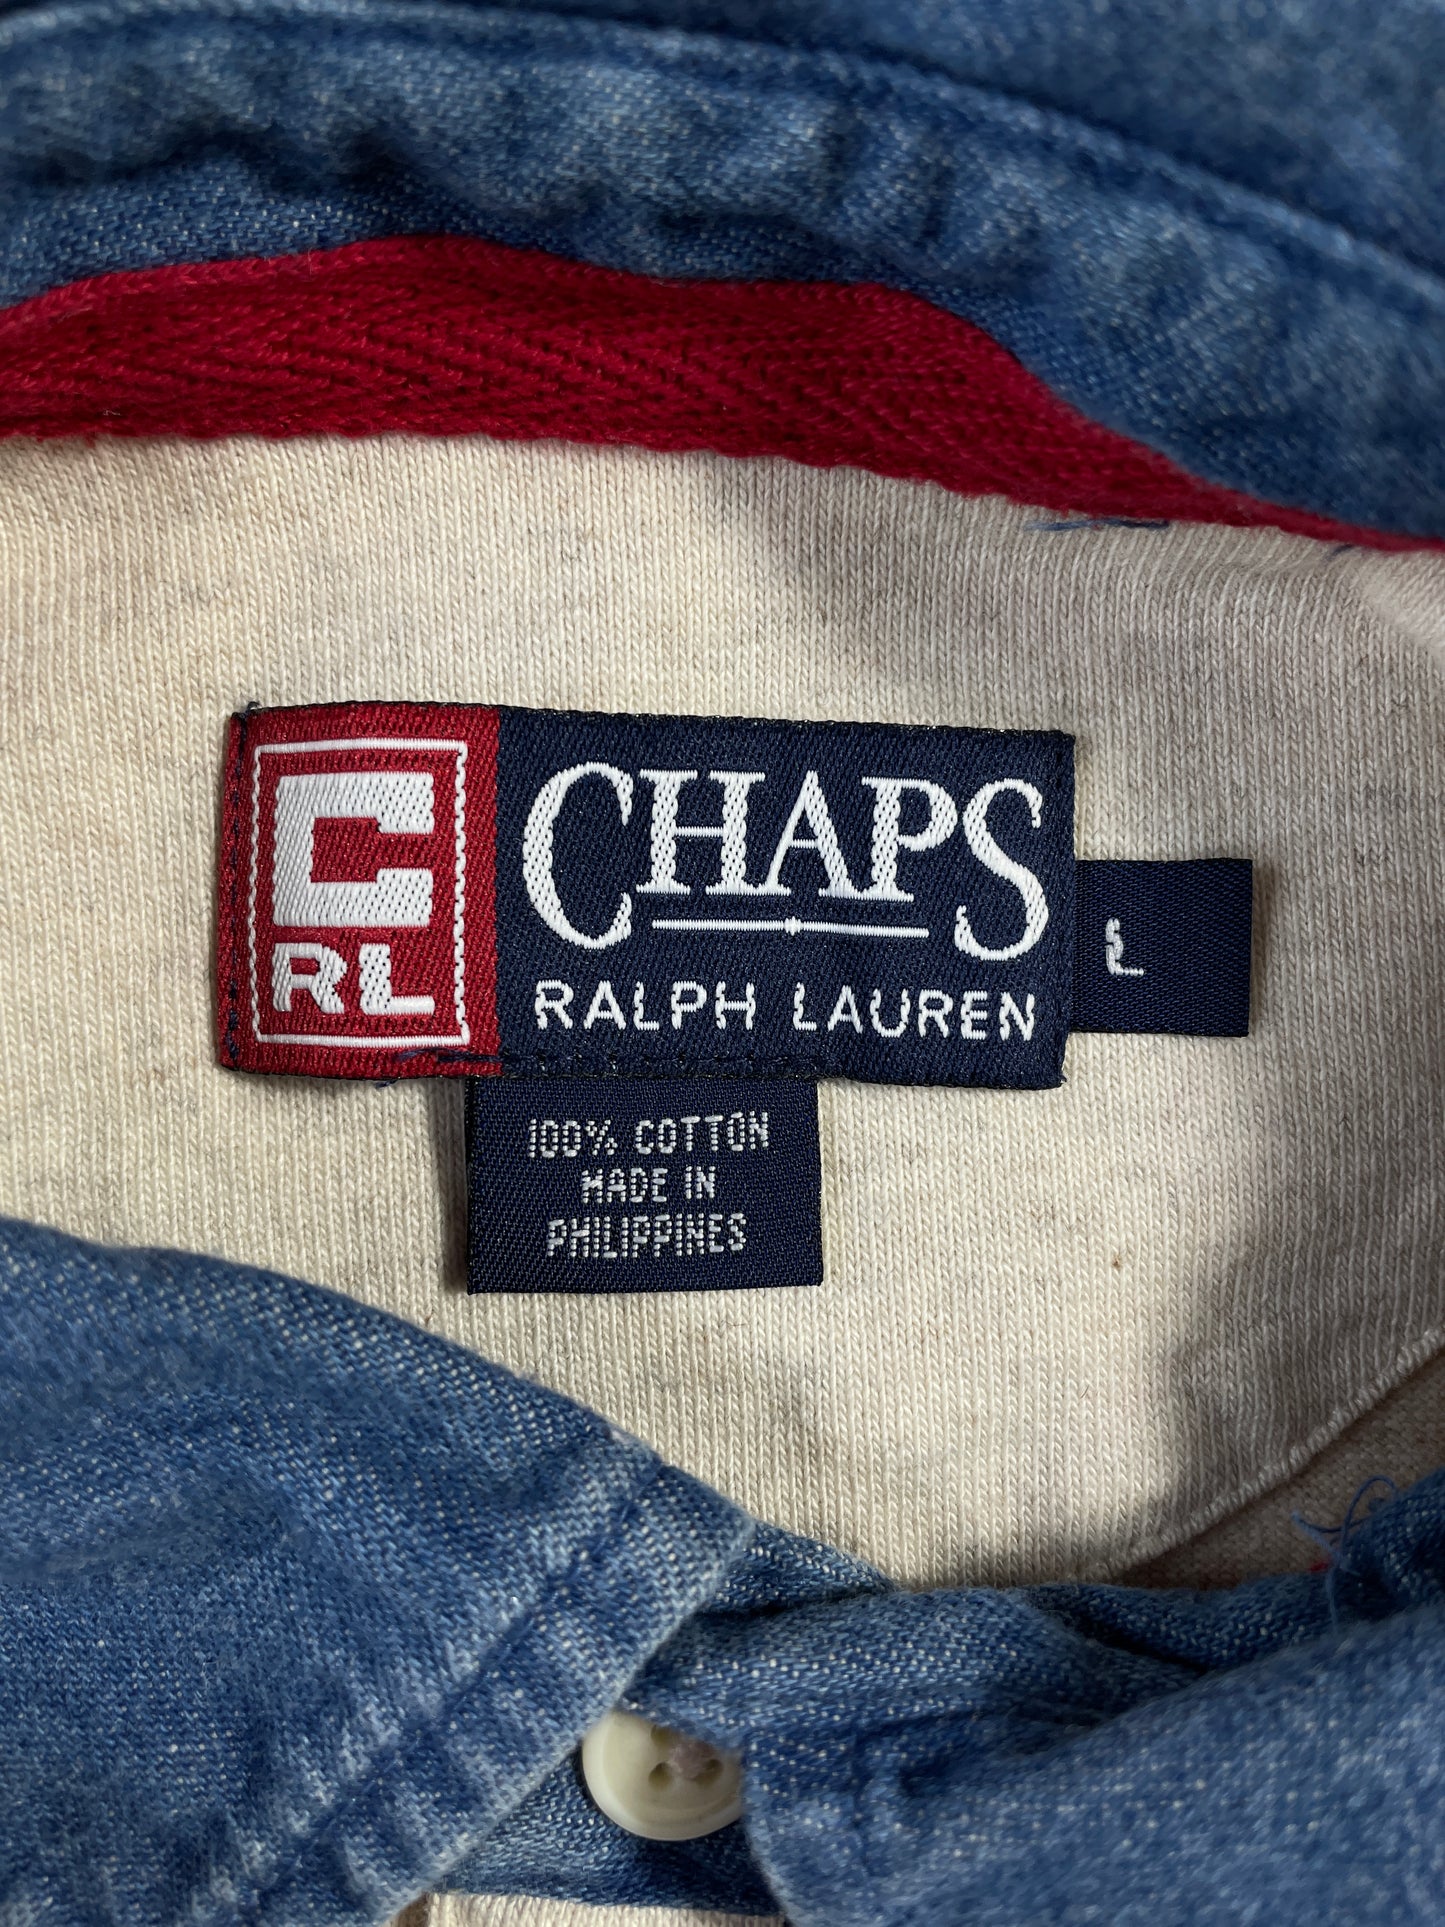 C
RL
CHAPS
RALPH LAUREN
L
100% COTTON
MADE IN
PHILIPPINES